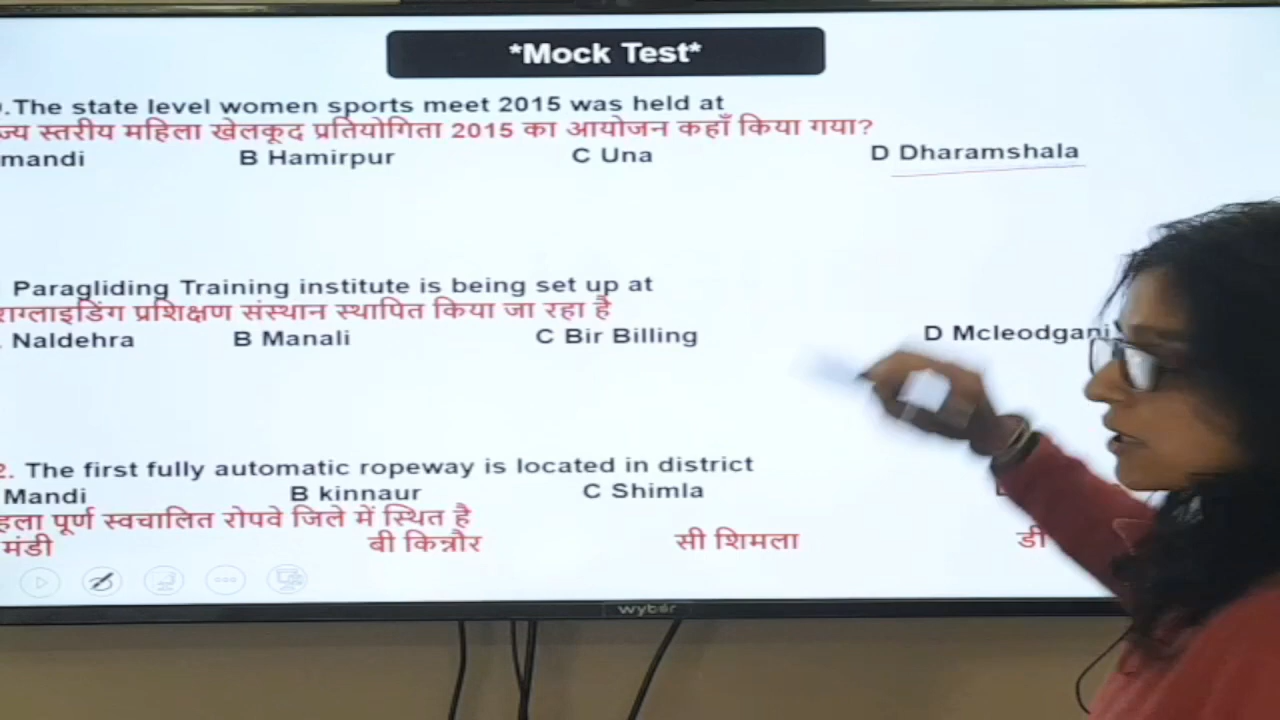 *Mock Test*
.The state level women sports meet 2015 was held at
ज्य स्तरीय महिला खेलकूद प्रतियोगिता 2015 का आयोजन कहाँ किया गया?
mandi B Hamirpur C Una D Dharamshala
Paragliding Training institute is being set up at
राग्लाइडिंग प्रशिक्षण संस्थान स्थापित किया जा रहा है
. Naldehra B Manali C Bir Billing D Mcleodganj
2. The first fully automatic ropeway is located in district
Mandi B kinnaur C Shimla
हला पूर्ण स्वचालित रोपवे जिले में स्थित है
मंडी बी किन्नौर सी शिमला डी
wybor